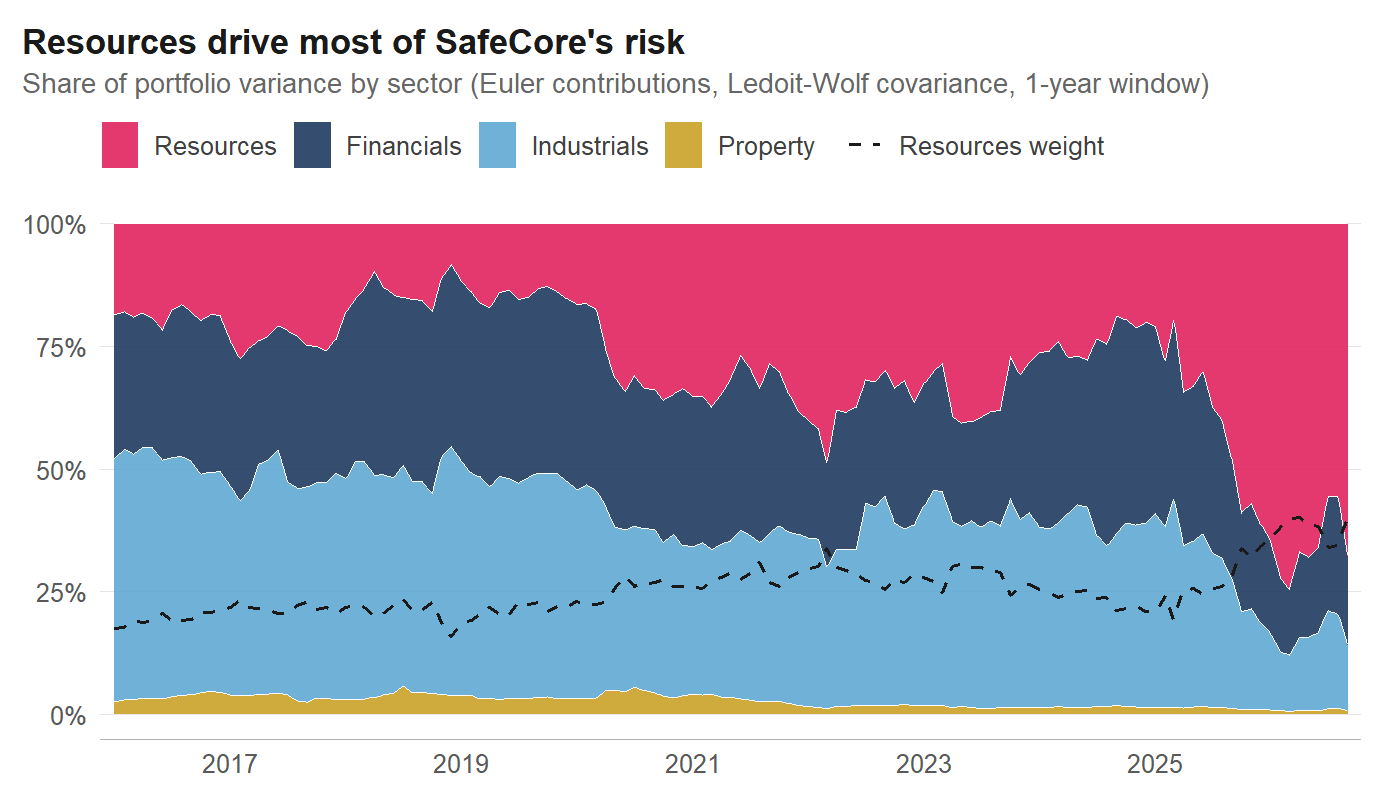 Resources drive most of SafeCore's risk
Share of portfolio variance by sector (Euler contributions, Ledoit-Wolf covariance, 1-year window)
Resources Financials Industrials Property Resources weight
100%
75%
50%
25%
0%
2017 2019 2021 2023 2025